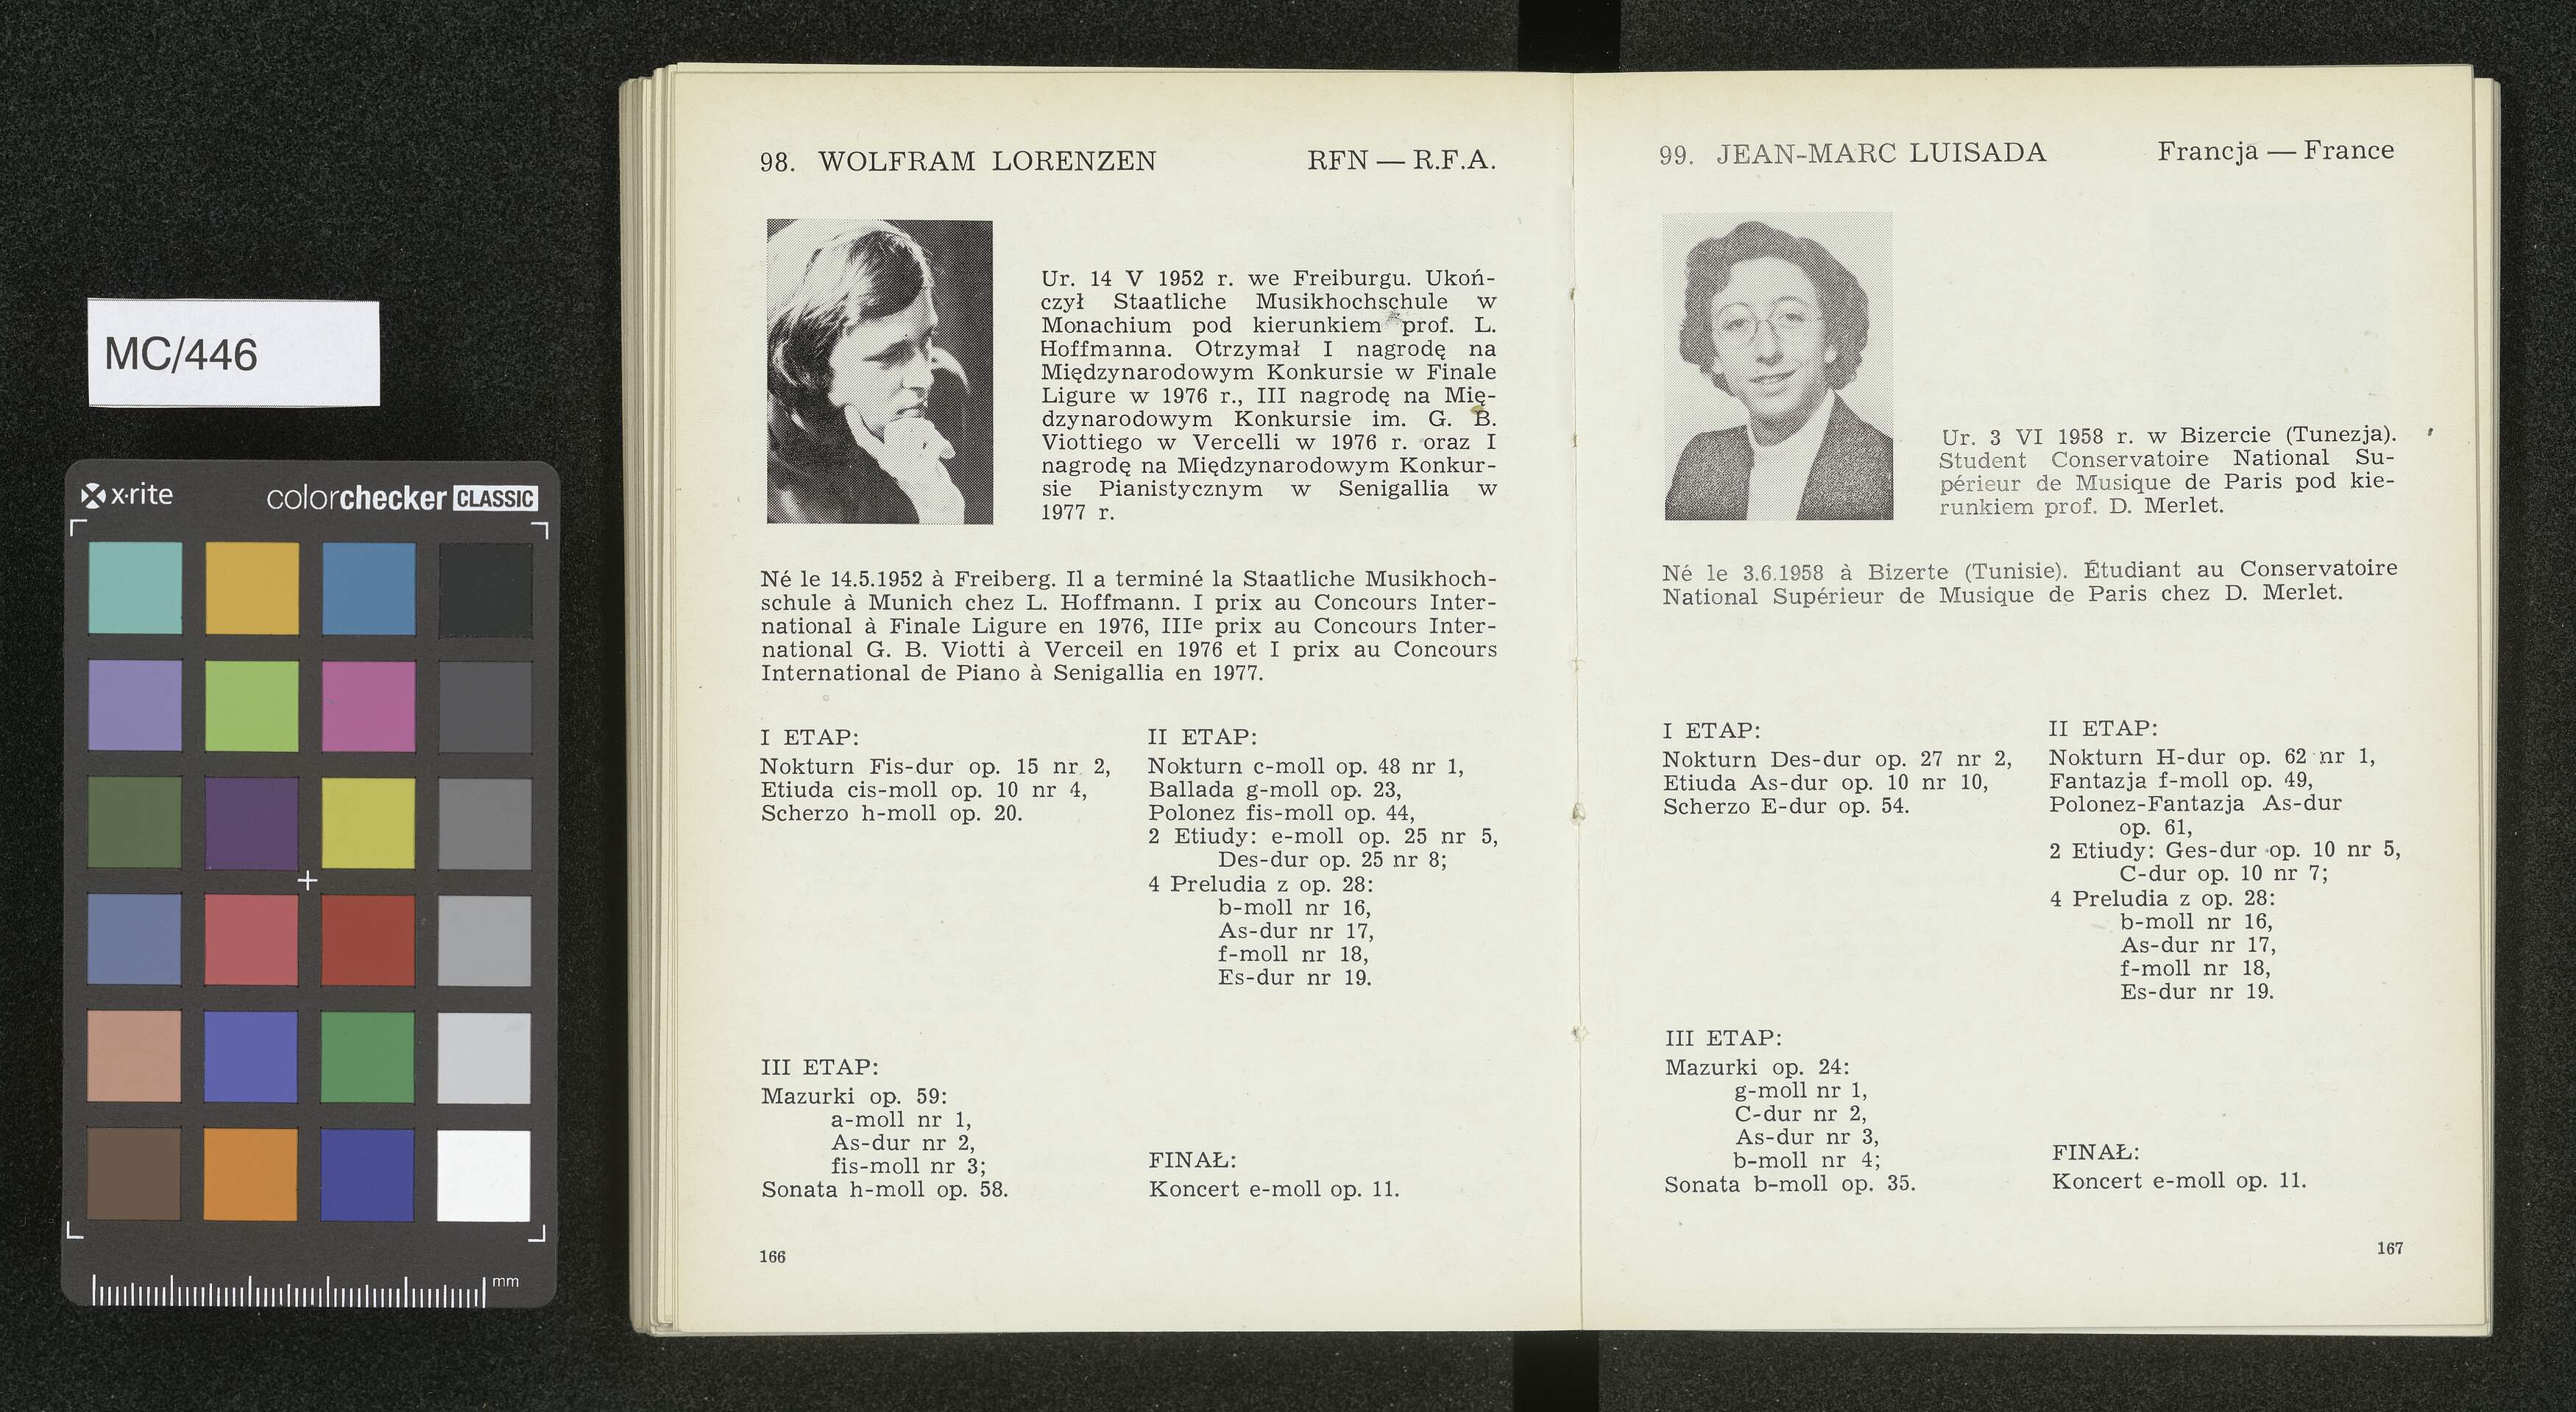 MC/446
x·rite
colorchecker CLASSIC
mm
98. WOLFRAM LORENZEN RFN — R.F.A.
Ur. 14 V 1952 r. we Freiburgu. Ukoń-
czył Staatliche Musikhochschule w
Monachium pod kierunkiem prof. L.
Hoffmanna. Otrzymał I nagrodę na
Międzynarodowym Konkursie w Finale
Ligure w 1976 r., III nagrodę na Mię-
dzynarodowym Konkursie im. G. B.
Viottiego w Vercelli w 1976 r. oraz I
nagrodę na Międzynarodowym Konkur-
sie Pianistycznym w Senigallia w
1977 r.
Né le 14.5.1952 à Freiberg. Il a terminé la Staatliche Musikhoch-
schule à Munich chez L. Hoffmann. I prix au Concours Inter-
national à Finale Ligure en 1976, IIIe prix au Concours Inter-
national G. B. Viotti à Verceil en 1976 et I prix au Concours
International de Piano à Senigallia en 1977.
I ETAP:
Nokturn Fis-dur op. 15 nr 2,
Etiuda cis-moll op. 10 nr 4,
Scherzo h-moll op. 20.
II ETAP:
Nokturn c-moll op. 48 nr 1,
Ballada g-moll op. 23,
Polonez fis-moll op. 44,
2 Etiudy: e-moll op. 25 nr 5,
Des-dur op. 25 nr 8;
4 Preludia z op. 28:
b-moll nr 16,
As-dur nr 17,
f-moll nr 18,
Es-dur nr 19.
III ETAP:
Mazurki op. 59:
a-moll nr 1,
As-dur nr 2,
fis-moll nr 3;
Sonata h-moll op. 58.
FINAŁ:
Koncert e-moll op. 11.
166
99. JEAN-MARC LUISADA Francja — France
Ur. 3 VI 1958 r. w Bizercie (Tunezja).
Student Conservatoire National Su-
périeur de Musique de Paris pod kie-
runkiem prof. D. Merlet.
Né le 3.6.1958 à Bizerte (Tunisie). Étudiant au Conservatoire
National Supérieur de Musique de Paris chez D. Merlet.
I ETAP:
Nokturn Des-dur op. 27 nr 2,
Etiuda As-dur op. 10 nr 10,
Scherzo E-dur op. 54.
II ETAP:
Nokturn H-dur op. 62 nr 1,
Fantazja f-moll op. 49,
Polonez-Fantazja As-dur
op. 61,
2 Etiudy: Ges-dur op. 10 nr 5,
C-dur op. 10 nr 7;
4 Preludia z op. 28:
b-moll nr 16,
As-dur nr 17,
f-moll nr 18,
Es-dur nr 19.
III ETAP:
Mazurki op. 24:
g-moll nr 1,
C-dur nr 2,
As-dur nr 3,
b-moll nr 4;
Sonata b-moll op. 35.
FINAŁ:
Koncert e-moll op. 11.
167